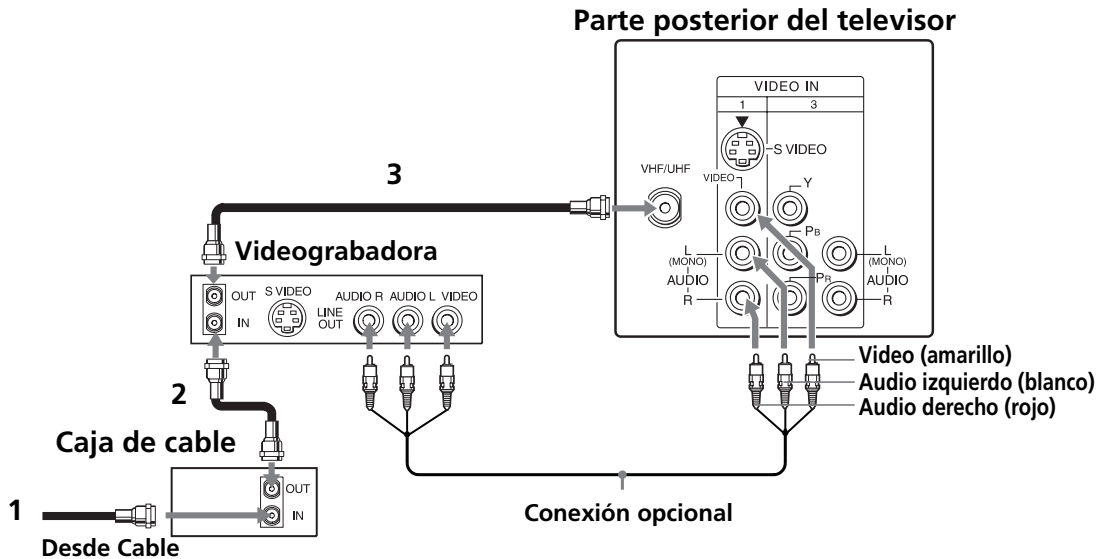 Parte posterior del televisor
VIDEO IN
1 3
S VIDEO
VHF/UHF
VIDEO
Y
PB
L
(MONO)
AUDIO
R
PR
L
(MONO)
AUDIO
R
3
Videograbadora
OUT
IN
S VIDEO
LINE
OUT
AUDIO R AUDIO L VIDEO
Video (amarillo)
Audio izquierdo (blanco)
Audio derecho (rojo)
2
Caja de cable
OUT
IN
1
Desde Cable
Conexión opcional